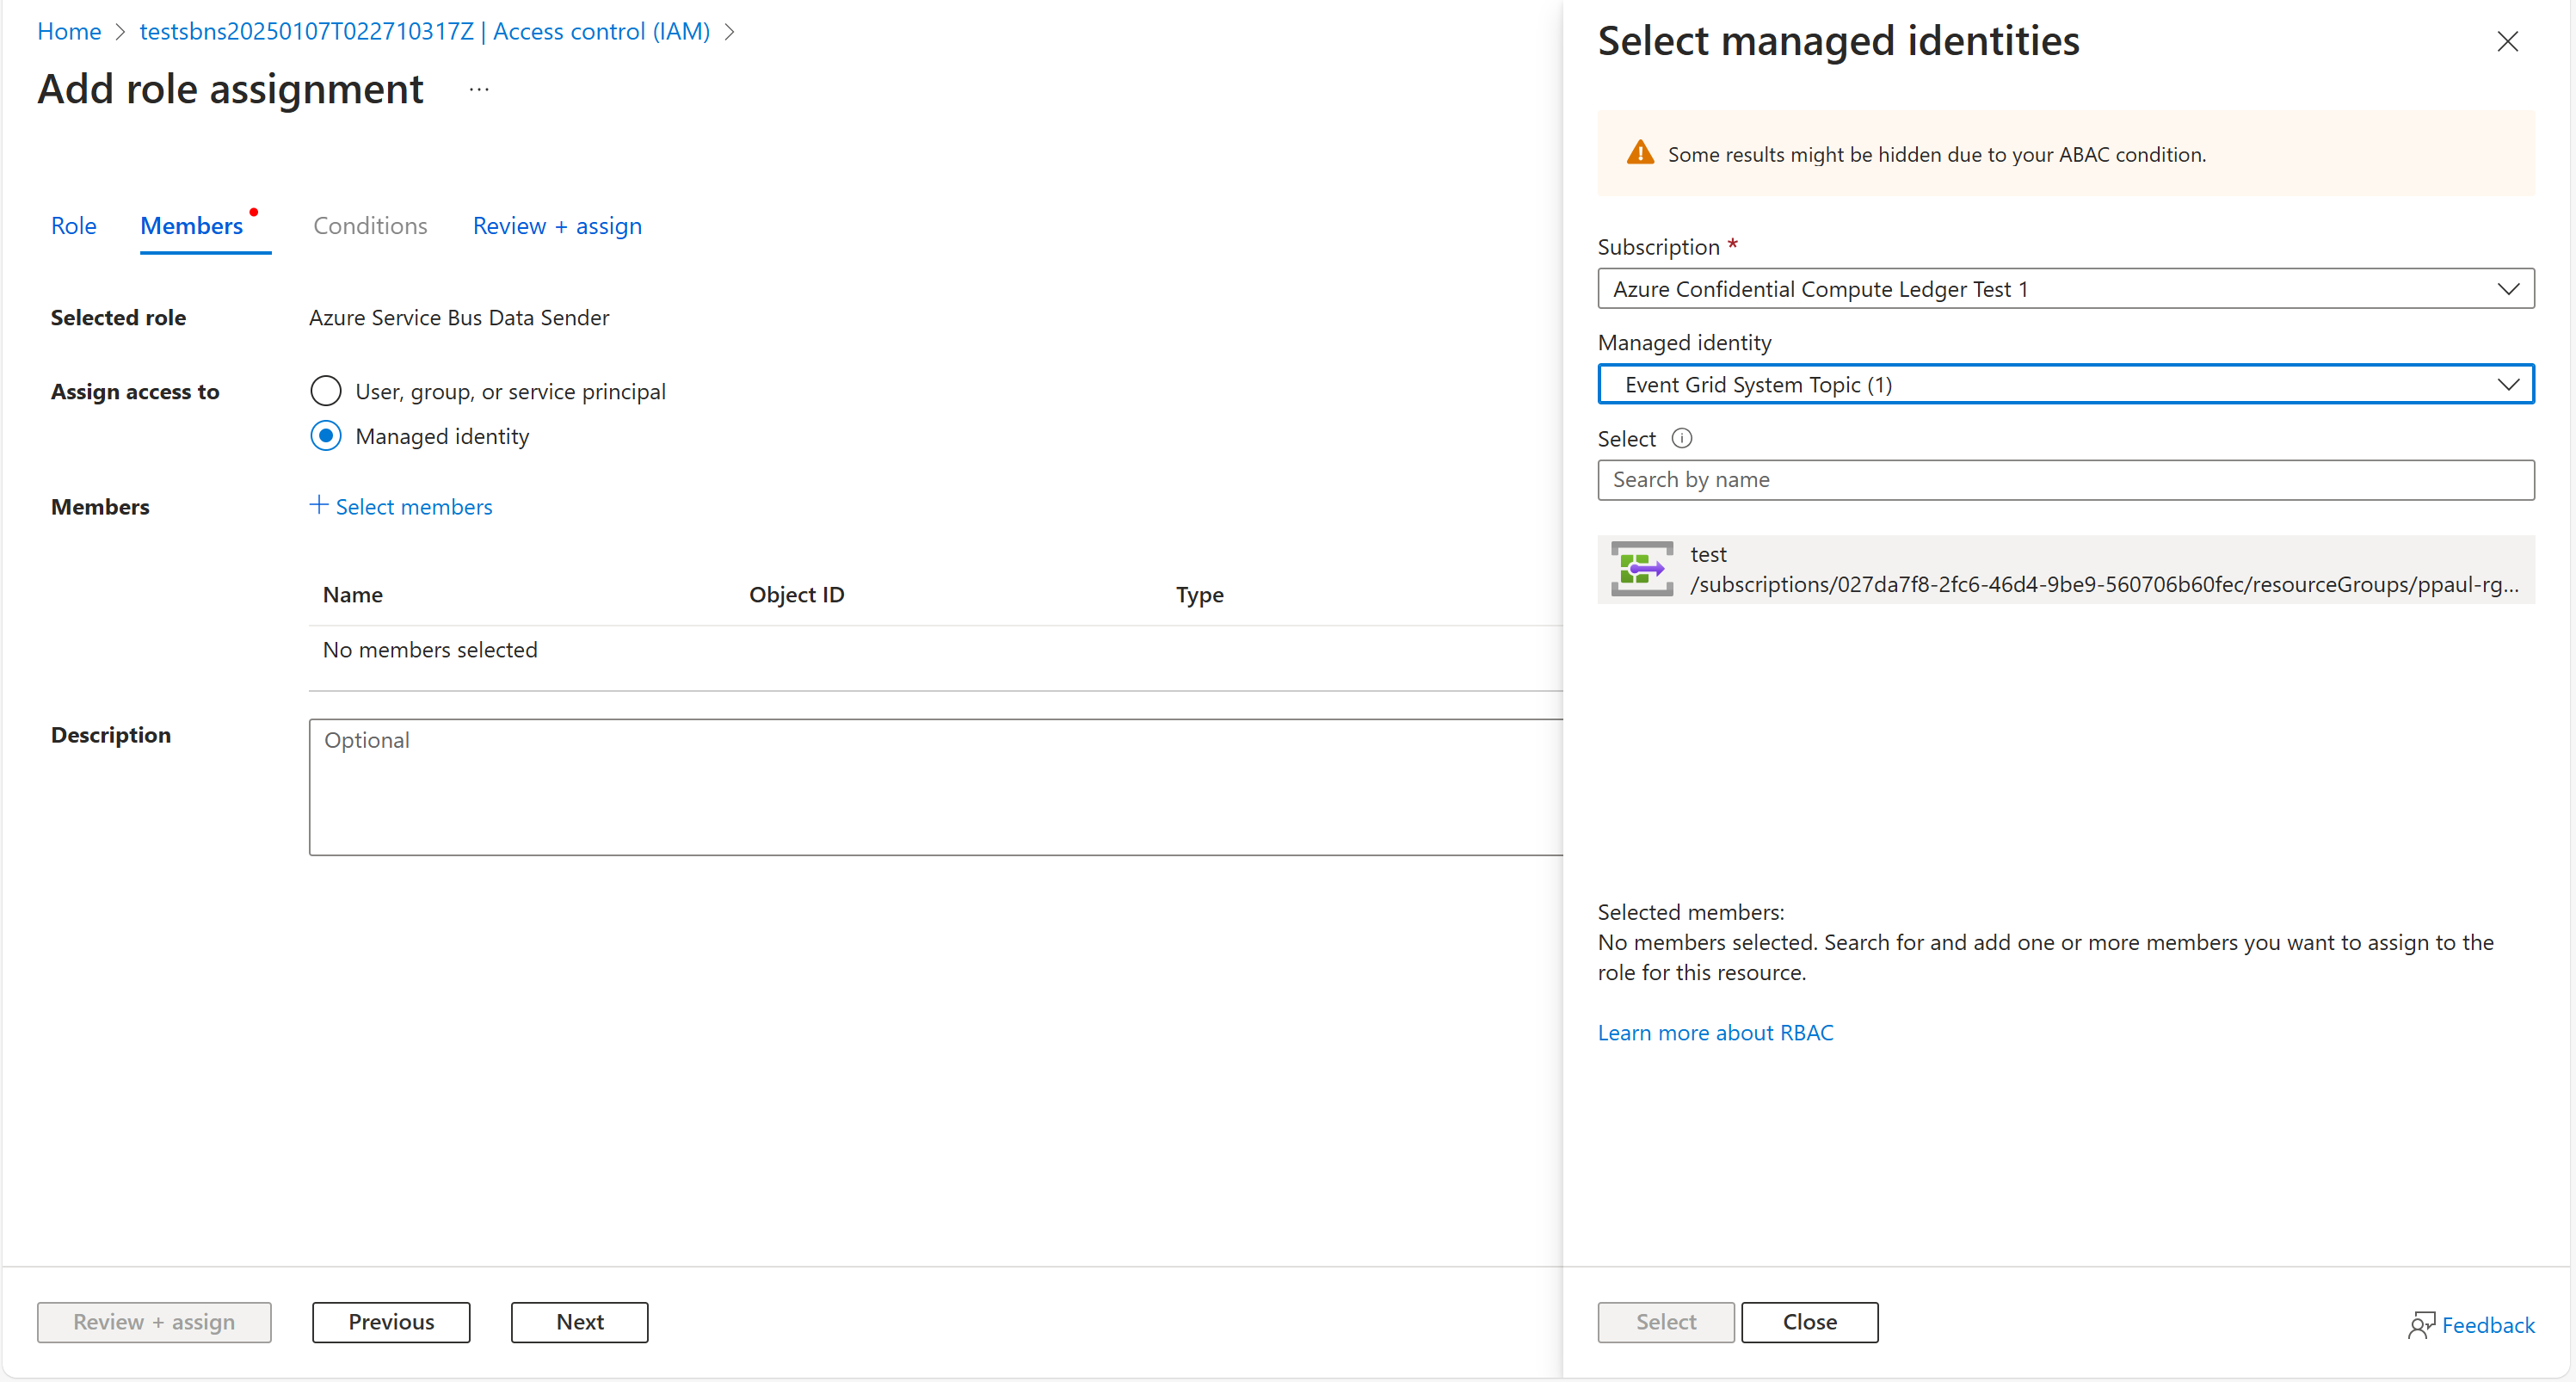 Home > testsbns20250107T022710317Z | Access control (IAM) >
Add role assignment ...
Role Members Conditions Review + assign
Selected role Azure Service Bus Data Sender
Assign access to User, group, or service principal
Managed identity
Members + Select members
Name Object ID Type
No members selected
Description Optional
Review + assign Previous Next
Select managed identities
Some results might be hidden due to your ABAC condition.
Subscription *
Azure Confidential Compute Ledger Test 1
Managed identity
Event Grid System Topic (1)
Select
Search by name
test
/subscriptions/027da7f8-2fc6-46d4-9be9-560706b60fec/resourceGroups/ppaul-rg...
Selected members:
No members selected. Search for and add one or more members you want to assign to the
role for this resource.
Learn more about RBAC
Select Close Feedback